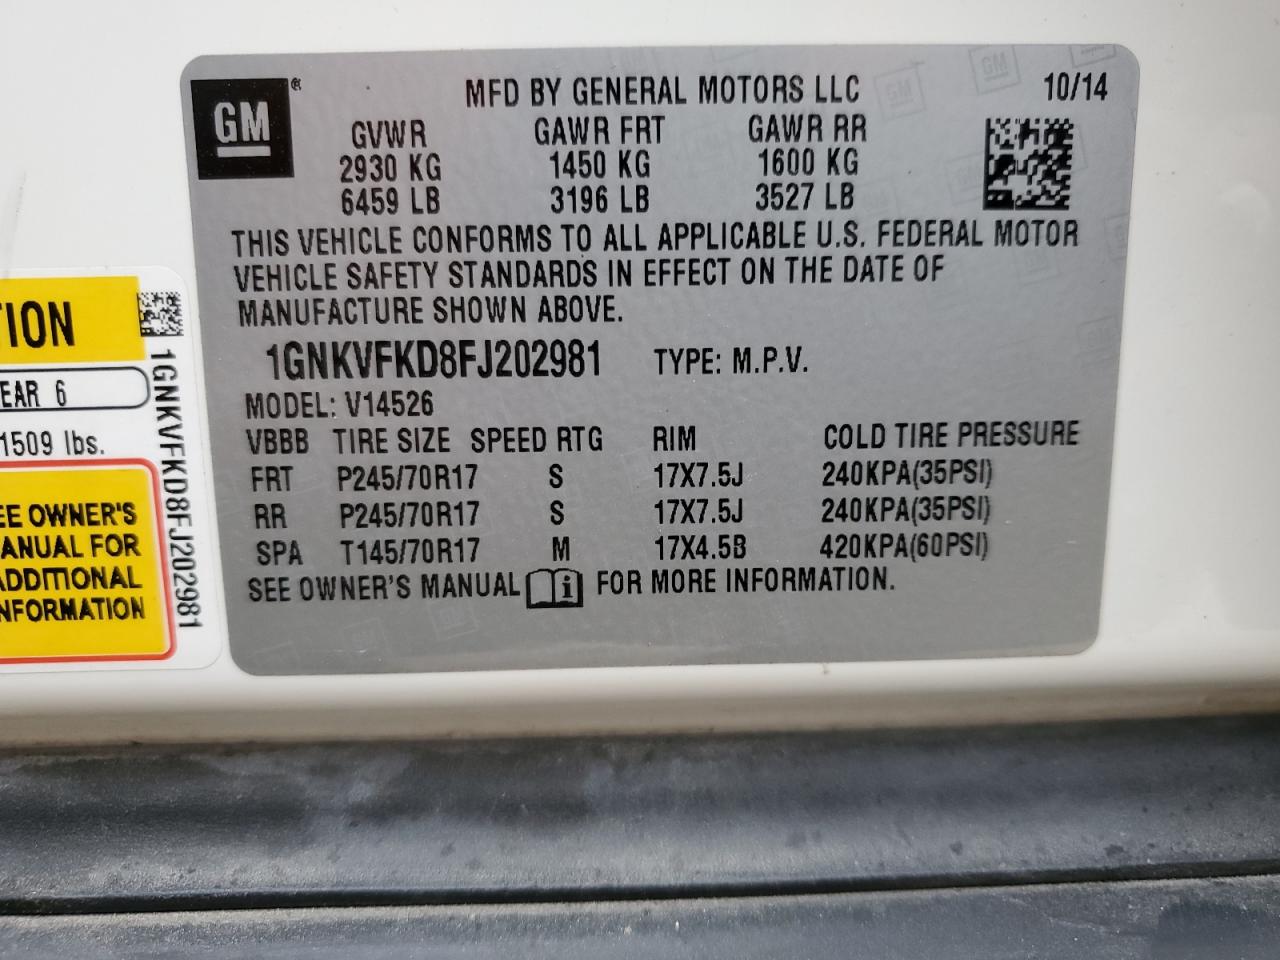 GM ®
MFD BY GENERAL MOTORS LLC 10/14
GVWR GAWR FRT GAWR RR
2930 KG 1450 KG 1600 KG
6459 LB 3196 LB 3527 LB
THIS VEHICLE CONFORMS TO ALL APPLICABLE U.S. FEDERAL MOTOR
VEHICLE SAFETY STANDARDS IN EFFECT ON THE DATE OF
MANUFACTURE SHOWN ABOVE.
1GNKVFKD8FJ202981 TYPE: M.P.V.
MODEL: V14526
VBBB TIRE SIZE SPEED RTG RIM COLD TIRE PRESSURE
FRT P245/70R17 S 17X7.5J 240KPA(35PSI)
RR P245/70R17 S 17X7.5J 240KPA(35PSI)
SPA T145/70R17 M 17X4.5B 420KPA(60PSI)
SEE OWNER'S MANUAL i FOR MORE INFORMATION.
TION
EAR 6
1509 lbs.
EE OWNER'S
ANUAL FOR
ADDITIONAL
NFORMATION
1GNKVFKD8FJ202981